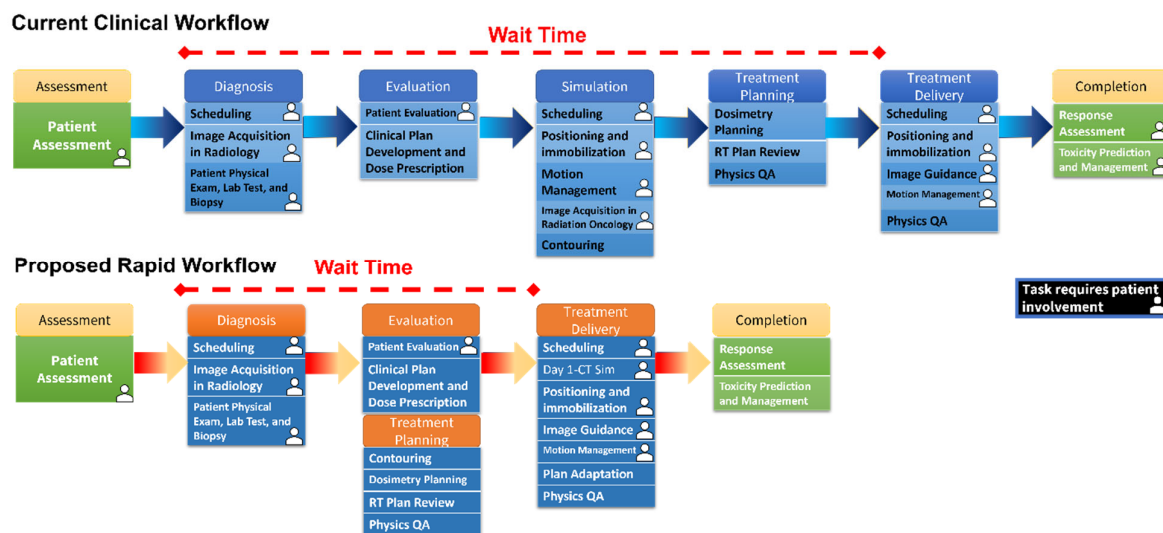 Current Clinical Workflow
Wait Time
Assessment
Patient
Assessment
Diagnosis
Scheduling
Image Acquisition
in Radiology
Patient Physical
Exam, Lab Test, and
Biopsy
Evaluation
Patient Evaluation
Clinical Plan
Development and
Dose Prescription
Simulation
Scheduling
Positioning and
immobilization
Motion
Management
Image Acquisition in
Radiation Oncology
Contouring
Treatment
Planning
Dosimetry
Planning
RT Plan Review
Physics QA
Treatment
Delivery
Scheduling
Positioning and
immobilization
Image Guidance
Motion Management
Physics QA
Completion
Response
Assessment
Toxicity Prediction
and Management
Proposed Rapid Workflow
Wait Time
Assessment
Patient
Assessment
Diagnosis
Scheduling
Image Acquisition
in Radiology
Patient Physical
Exam, Lab Test, and
Biopsy
Evaluation
Patient Evaluation
Clinical Plan
Development and
Dose Prescription
Treatment
Planning
Contouring
Dosimetry Planning
RT Plan Review
Physics QA
Treatment
Delivery
Scheduling
Day 1-CT Sim
Positioning and
immobilization
Image Guidance
Motion Management
Plan Adaptation
Physics QA
Completion
Response
Assessment
Toxicity Prediction
and Management
Task requires patient
involvement